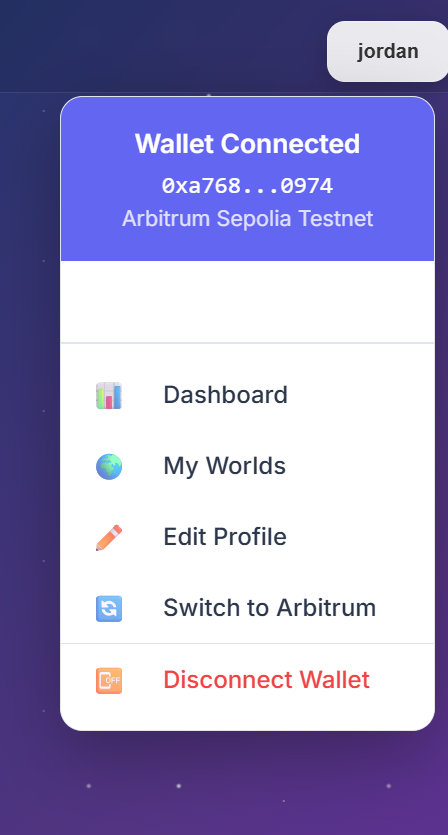 jordan
Wallet Connected
0xa768...0974
Arbitrum Sepolia Testnet
Dashboard
My Worlds
Edit Profile
Switch to Arbitrum
OFF
Disconnect Wallet